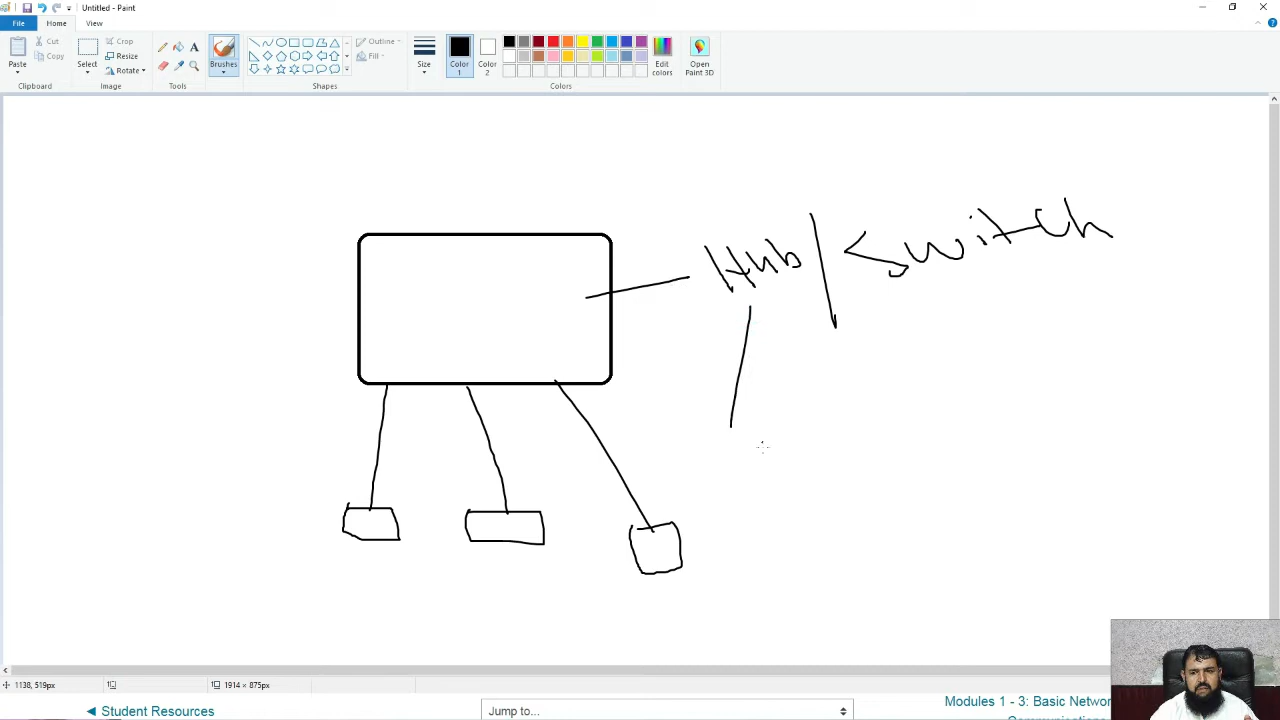 Untitled - Paint
File
Home
View
Paste
Cut
Copy
Clipboard
Select
Crop
Resize
Rotate
Image
Tools
Brushes
Shapes
Outline
Fill
Size
Color 1
Color 2
Edit colors
Open Paint 3D
Colors
Hub/Switch
1138, 519px
1914 × 875px
◄ Student Resources
Jump to...
Modules 1 - 3: Basic Networ